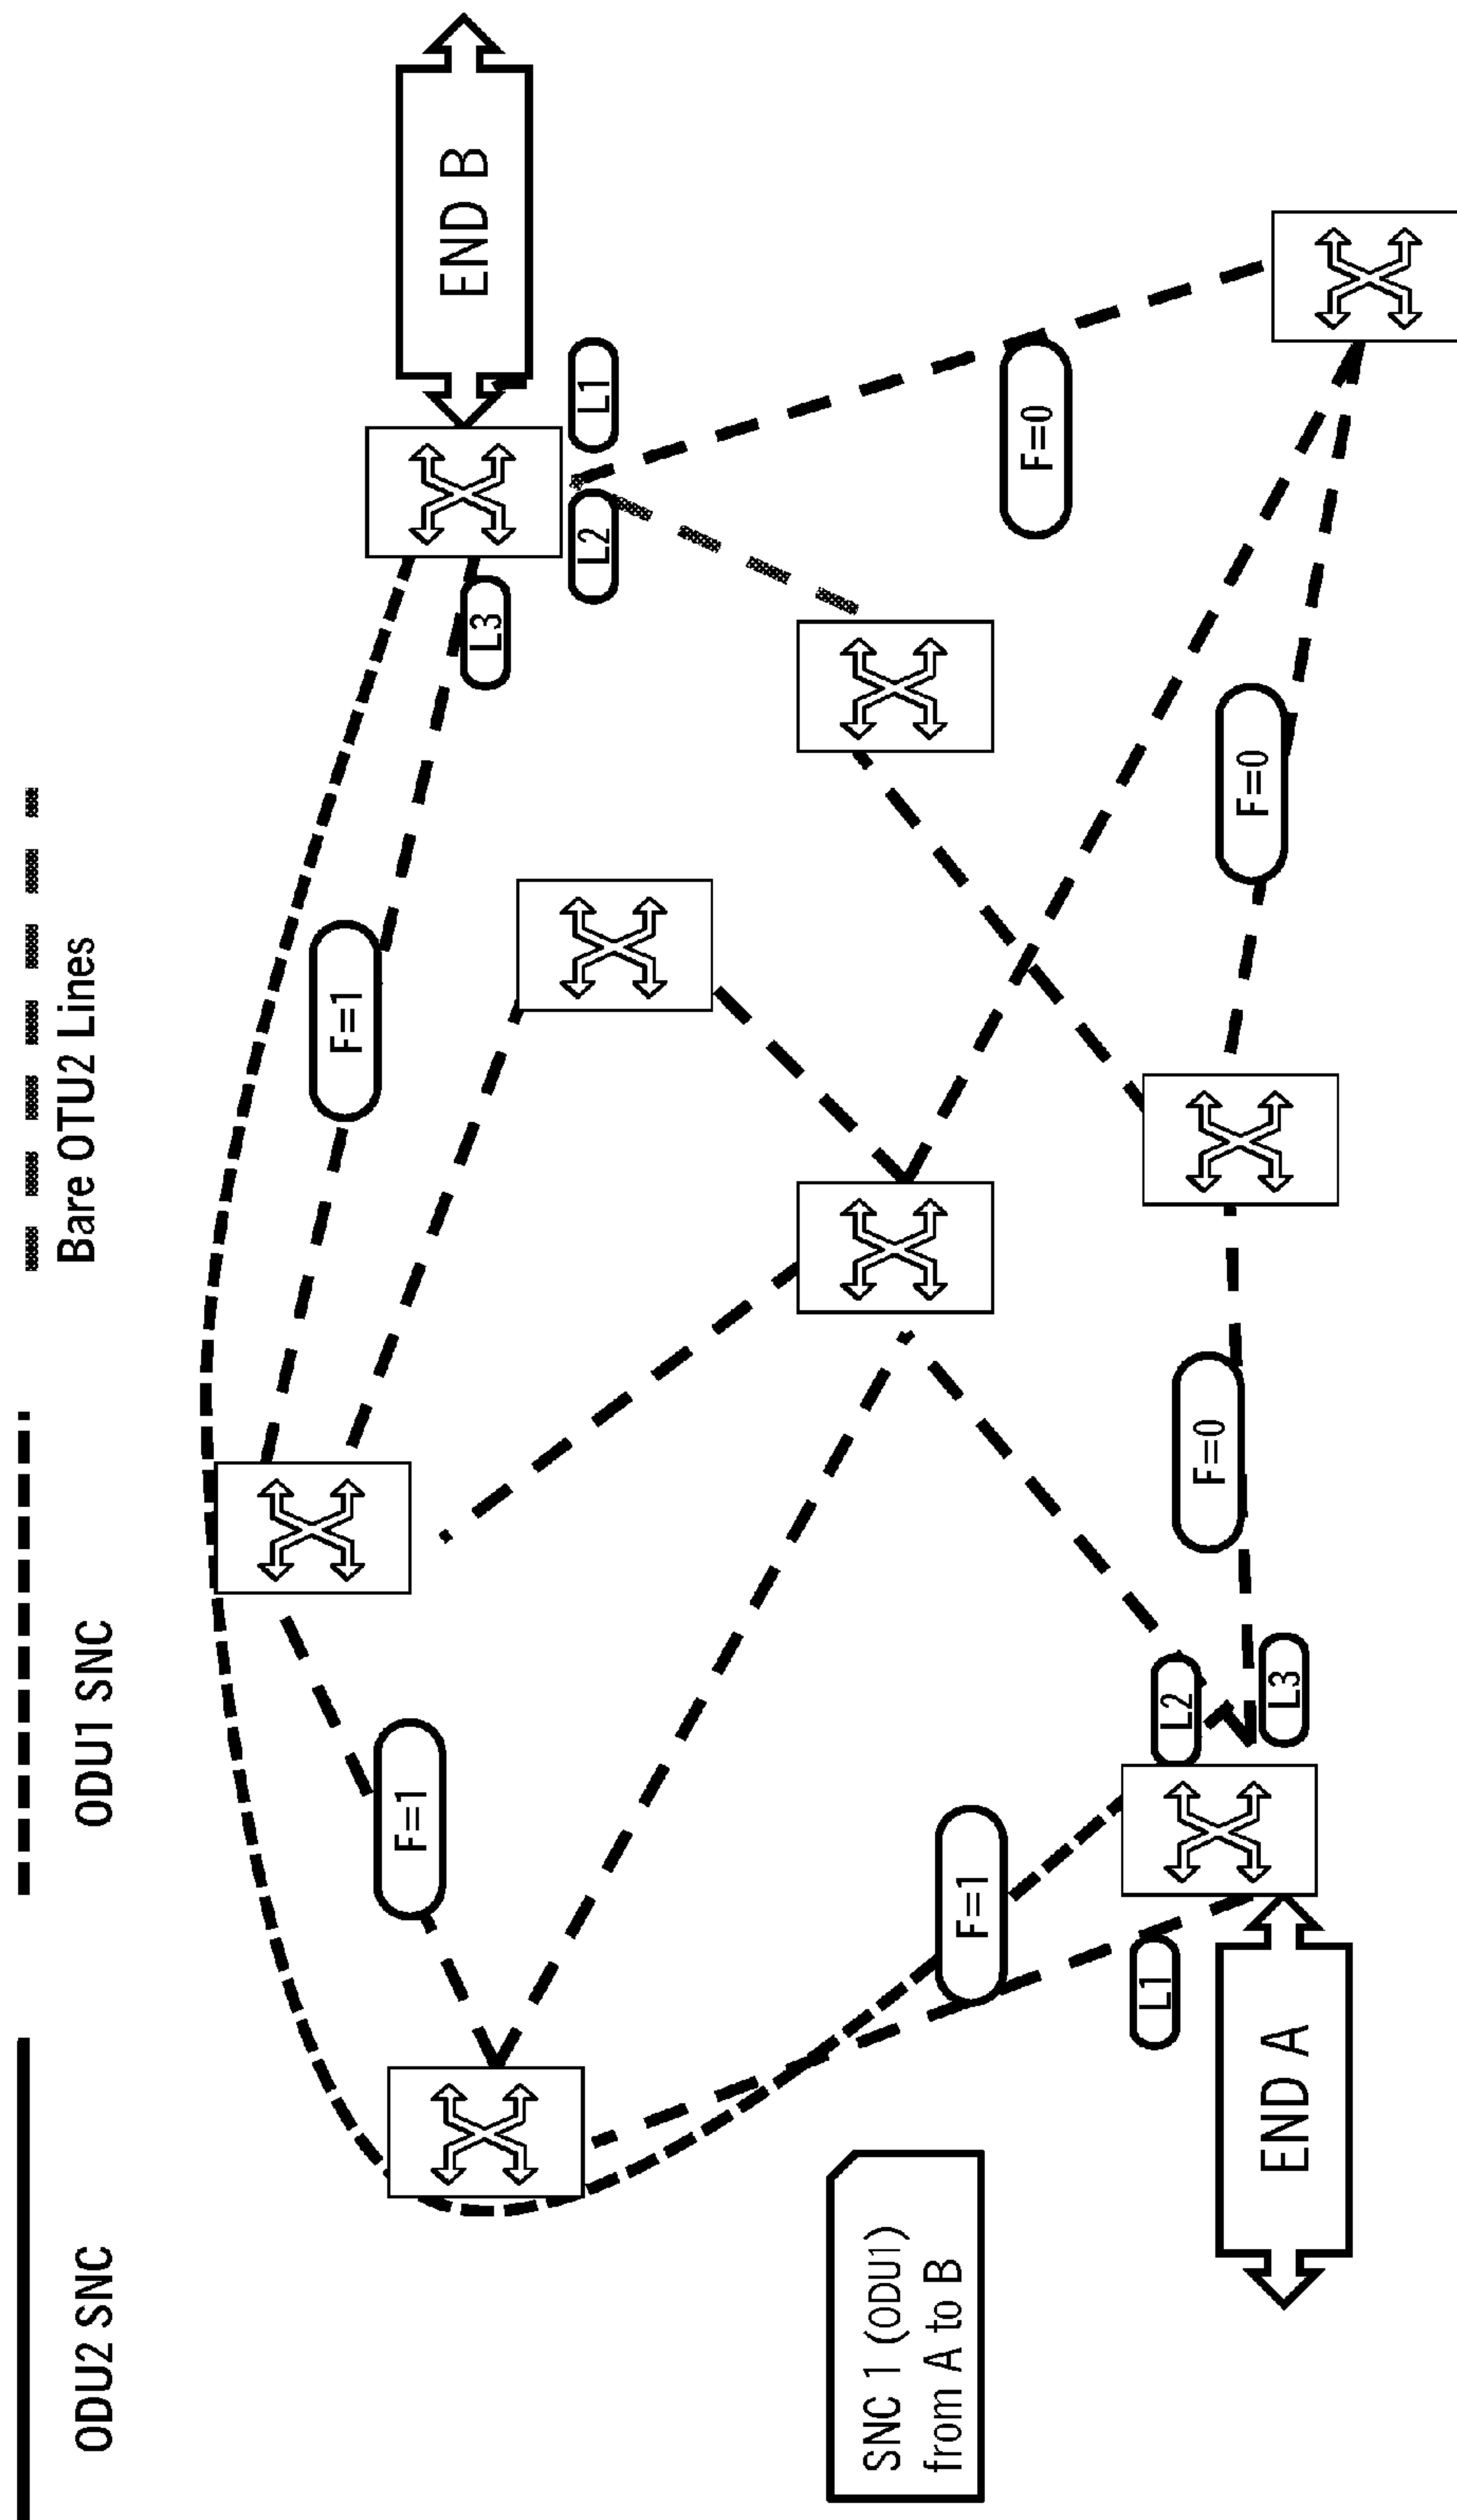 ODU2 SNC
ODU1 SNC
Bare OTU2 Lines
F=1
F=1
END B
L3
L2
L1
SNC 1 (ODU1)
from A to B
F=1
F=0
L1
L2
F=0
F=0
END A
L3